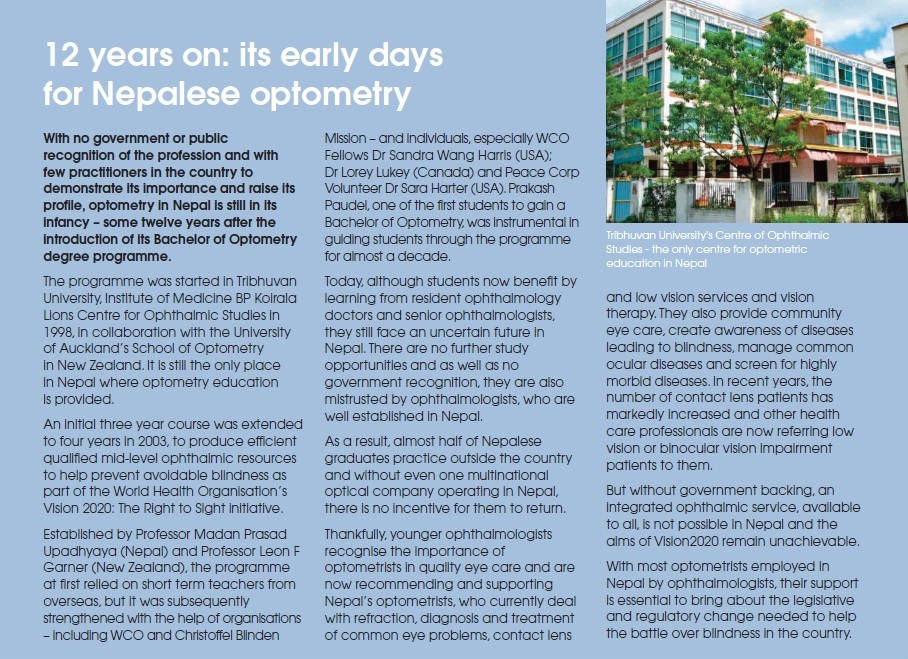 12 years on: its early days
for Nepalese optometry
With no government or public
recognition of the profession and with
few practitioners in the country to
demonstrate its importance and raise its
profile, optometry in Nepal is still in its
infancy – some twelve years after the
introduction of its Bachelor of Optometry
degree programme.
The programme was started in Tribhuvan
University, Institute of Medicine BP Koirala
Lions Centre for Ophthalmic Studies in
1998, in collaboration with the University
of Auckland's School of Optometry
in New Zealand. It is still the only place
in Nepal where optometry education
is provided.
An initial three year course was extended
to four years in 2003, to produce efficient
qualified mid-level ophthalmic resources
to help prevent avoidable blindness as
part of the World Health Organisation's
Vision 2020: The Right to Sight initiative.
Established by Professor Madan Prasad
Upadhyaya (Nepal) and Professor Leon F
Garner (New Zealand), the programme
at first relied on short term teachers from
overseas, but it was subsequently
strengthened with the help of organisations
– including WCO and Christoffel Blinden
Mission – and individuals, especially WCO
Fellows Dr Sandra Wang Harris (USA);
Dr Lorey Lukey (Canada) and Peace Corp
Volunteer Dr Sara Harter (USA). Prakash
Paudel, one of the first students to gain a
Bachelor of Optometry, was instrumental in
guiding students through the programme
for almost a decade.
Today, although students now benefit by
learning from resident ophthalmology
doctors and senior ophthalmologists,
they still face an uncertain future in
Nepal. There are no further study
opportunities and as well as no
government recognition, they are also
mistrusted by ophthalmologists, who are
well established in Nepal.
As a result, almost half of Nepalese
graduates practice outside the country
and without even one multinational
optical company operating in Nepal,
there is no incentive for them to return.
Thankfully, younger ophthalmologists
recognise the importance of
optometrists in quality eye care and are
now recommending and supporting
Nepal's optometrists, who currently deal
with refraction, diagnosis and treatment
of common eye problems, contact lens
Tribhuvan University's Centre of Ophthalmic
Studies - the only centre for optometric
education in Nepal
and low vision services and vision
therapy. They also provide community
eye care, create awareness of diseases
leading to blindness, manage common
ocular diseases and screen for highly
morbid diseases. In recent years, the
number of contact lens patients has
markedly increased and other health
care professionals are now referring low
vision or binocular vision impairment
patients to them.
But without government backing, an
integrated ophthalmic service, available
to all, is not possible in Nepal and the
aims of Vision2020 remain unachievable.
With most optometrists employed in
Nepal by ophthalmologists, their support
is essential to bring about the legislative
and regulatory change needed to help
the battle over blindness in the country.